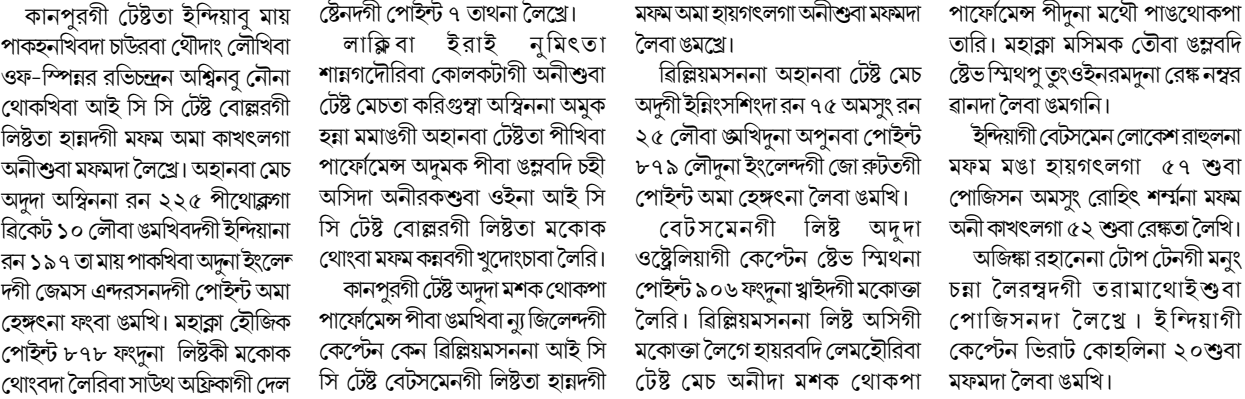 কানপুরগী টেষ্টতা ইন্দিয়াবু মায়
পাকহনখিবদা চাউরবা থৌদাং লৌখিবা
ওফ-স্পিন্নর রভিচন্দ্রন অশ্বিনবু নৌনা
থোকখিবা আই সি সি টেষ্ট বোল্লরগী
লিষ্টতা হান্নদগী মফম অমা কাখৎলগা
অনীশুবা মফমদা লৈখ্রে। অহানবা মেচ
অদুদা অস্বিননা রন ২২৫ পীথোক্লগা
ৱিকেট ১০ লৌবা ঙমখিবদগী ইন্দিয়ানা
রন ১৯৭ তা মায় পাকখিবা অদুনা ইংলেন্দ
দগী জেমস এন্দরসনদগী পোইন্ট অমা
হেঙ্গৎনা ফংবা ঙমখি। মহাক্না হৌজিক
পোইন্ট ৮৭৮ ফংদুনা লিষ্টকী মকোক
থোংবদা লৈরিবা সাউথ অফ্রিকাগী দেল
ষ্টেনদগী পোইন্ট ৭ তাথনা লৈখ্রে।
লাক্লিবা ইরাই নুমিৎতা
শান্নগদৌরিবা কোলকটাগী অনীশুবা
টেষ্ট মেচতা করিগুম্বা অস্বিননা অমুক
হন্না মমাঙগী অহানবা টেষ্টতা পীখিবা
পার্ফোমেন্স অদুমক পীবা ঙম্লবদি চহী
অসিদা অনীরকশুবা ওইনা আই সি
সি টেষ্ট বোল্লরগী লিষ্টতা মকোক
থোংবা মফম কন্নবগী খুদোংচাবা লৈরি।
কানপুরগী টেষ্ট অদুদা মশক থোকপা
পার্ফোমেন্স পীবা ঙমখিবা ন্যু জিলেন্দগী
কেপ্টেন কেন ৱিল্লিয়মসননা আই সি
সি টেষ্ট বেটসমেনগী লিষ্টতা হান্নদগী
মফম অমা হায়গৎলগা অনীশুবা মফমদা
লৈবা ঙমখ্রে।
ৱিল্লিয়মসননা অহানবা টেষ্ট মেচ
অদুগী ইন্নিংসশিংদা রন ৭৫ অমসুং রন
২৫ লৌবা ঙমখিদুনা অপুনবা পোইন্ট
৮৭৯ লৌদুনা ইংলেন্দগী জো রুটতগী
পোইন্ট অমা হেঙ্গৎনা লৈবা ঙমখি।
বেটসমেনগী লিষ্ট অদুদা
ওষ্ট্রেলিয়াগী কেপ্টেন ষ্টেভ স্মিথনা
পোইন্ট ৯০৬ ফংদুনা খ্বাইদগী মকোক্তা
লৈরি। ৱিল্লিয়মসননা লিষ্ট অসিগী
মকোক্তা লৈগে হায়রবদি লেমহৌরিবা
টেষ্ট মেচ অনীদা মশক থোকপা
পার্ফোমেন্স পীদুনা মথৌ পাঙথোকপা
তারি। মহাক্না মসিমক তৌবা ঙম্লবদি
ষ্টেভ স্মিথপু তুংওইনরমদুনা রেঙ্ক নম্বর
ৱানদা লৈবা ঙমগনি।
ইন্দিয়াগী বেটসমেন লোকেশ রাহুলনা
মফম মঙা হায়গৎলগা ৫৭ শুবা
পোজিসন অমসুং রোহিৎ শর্ম্মনা মফম
অনী কাখৎলগা ৫২ শুবা রেঙ্কতা লৈখি।
অজিঙ্কা রহানেনা টোপ টেনগী মনুং
চন্না লৈরম্বদগী তরামাথোইশুবা
পোজিসনদা লৈখ্রে। ইন্দিয়াগী
কেপ্টেন ভিরাট কোহলিনা ২০শুবা
মফমদা লৈবা ঙমখি।